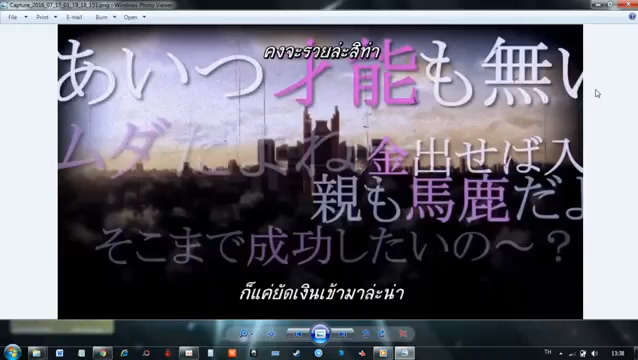 Capture_2016_07_17_01_19_18_151.png - Windows Photo Viewer
File Print E-mail Burn Open
คงจะรวยล่ะสิท่า
あいつ才能も無い
ムダだよね
金出せば入
親も馬鹿だよ
そこまで成功したいの～？
ก็แค่ยัดเงินเข้ามาล่ะน่า
TH 13:38